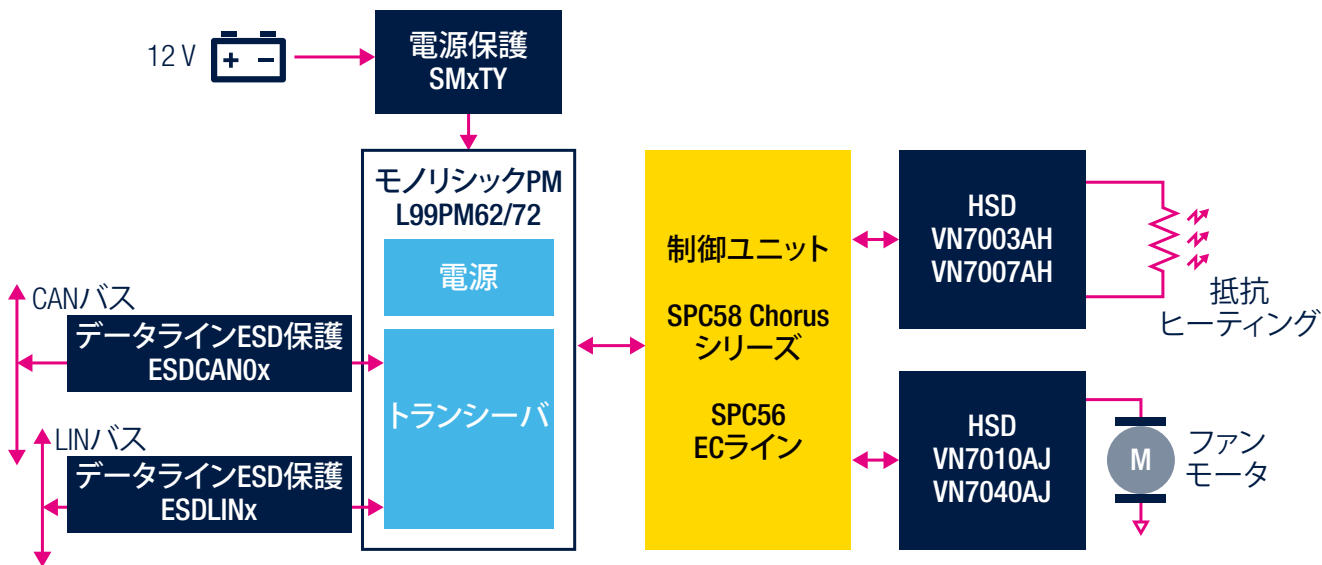 12 V
+ −
電源保護
SMxTY
モノリシックPM
L99PM62/72
電源
トランシーバ
CANバス
データラインESD保護
ESDCAN0x
LINバス
データラインESD保護
ESDLINx
制御ユニット
SPC58 Chorus
シリーズ
SPC56
ECライン
HSD
VN7003AH
VN7007AH
抵抗
ヒーティング
HSD
VN7010AJ
VN7040AJ
M
ファン
モータ